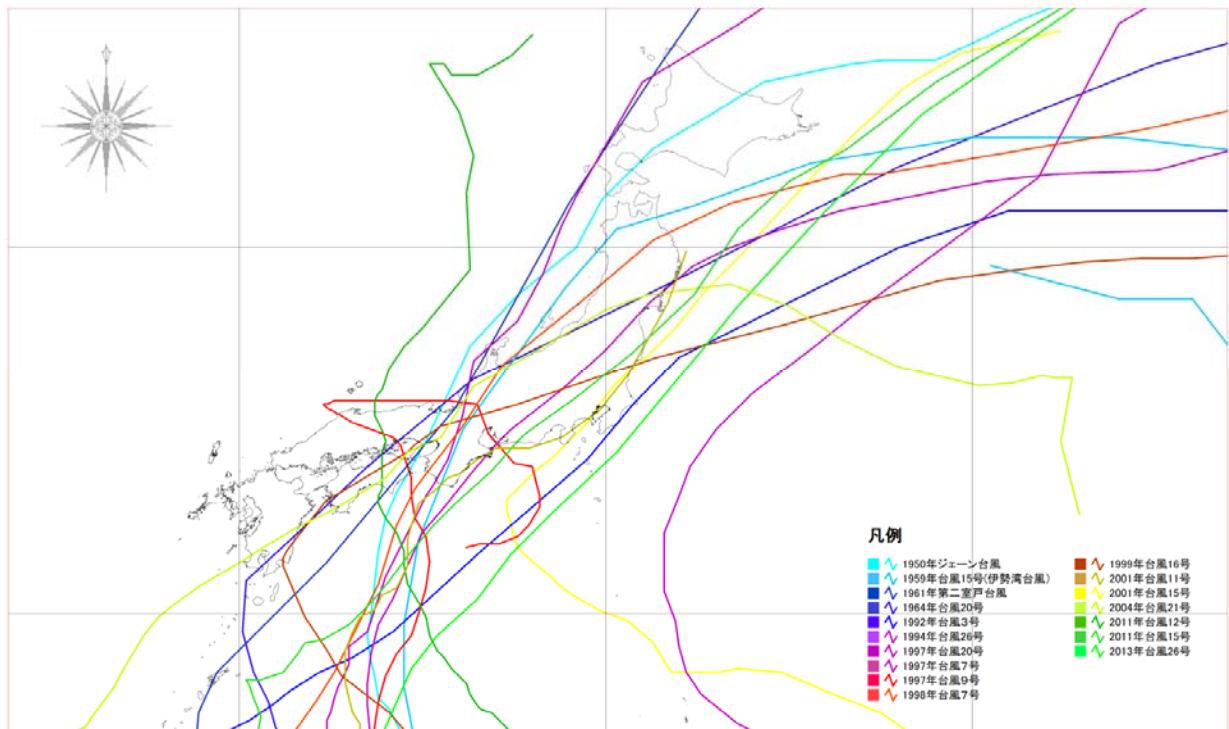 凡例
1950年ジェーン台風
1959年台風15号(伊勢湾台風)
1961年第二室戸台風
1964年台風20号
1992年台風3号
1994年台風26号
1997年台風20号
1997年台風7号
1997年台風9号
1998年台風7号
1999年台風16号
2001年台風11号
2001年台風15号
2004年台風21号
2011年台風12号
2011年台風15号
2013年台風26号